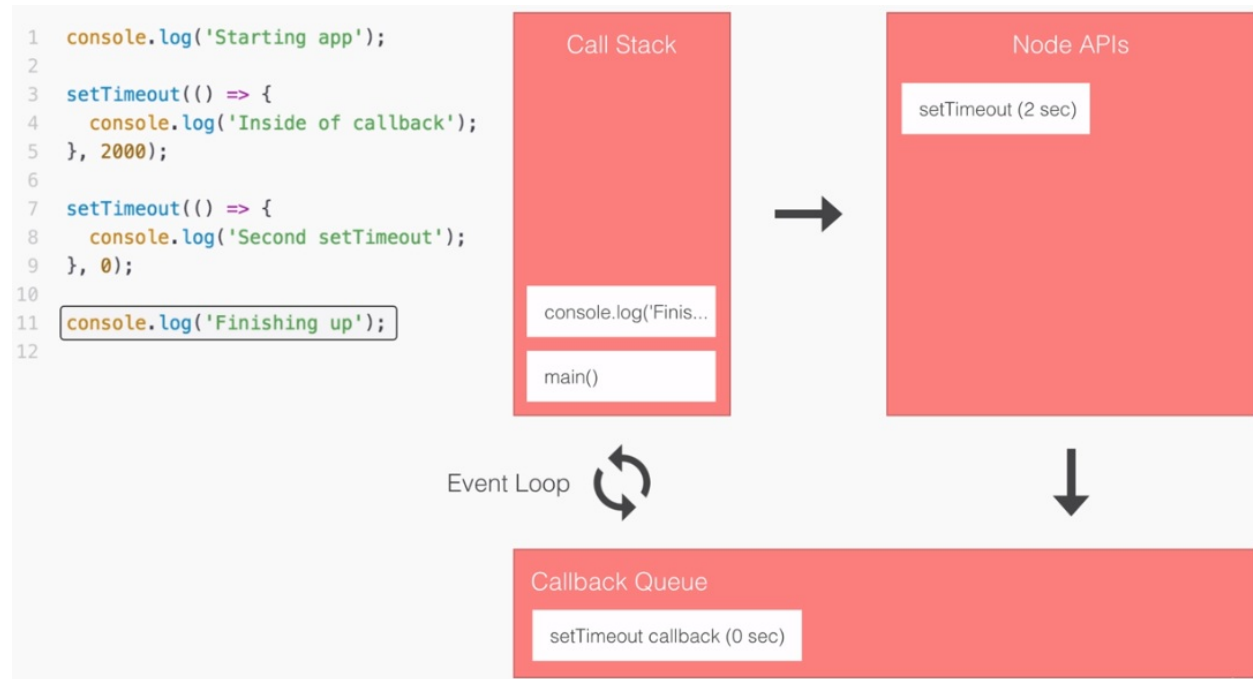 1 console.log('Starting app');
2
3 setTimeout(() => {
4 console.log('Inside of callback');
5 }, 2000);
6
7 setTimeout(() => {
8 console.log('Second setTimeout');
9 }, 0);
10
11 console.log('Finishing up');
12
Call Stack
console.log('Finis...
main()
Node APIs
setTimeout (2 sec)
Event Loop
Callback Queue
setTimeout callback (0 sec)